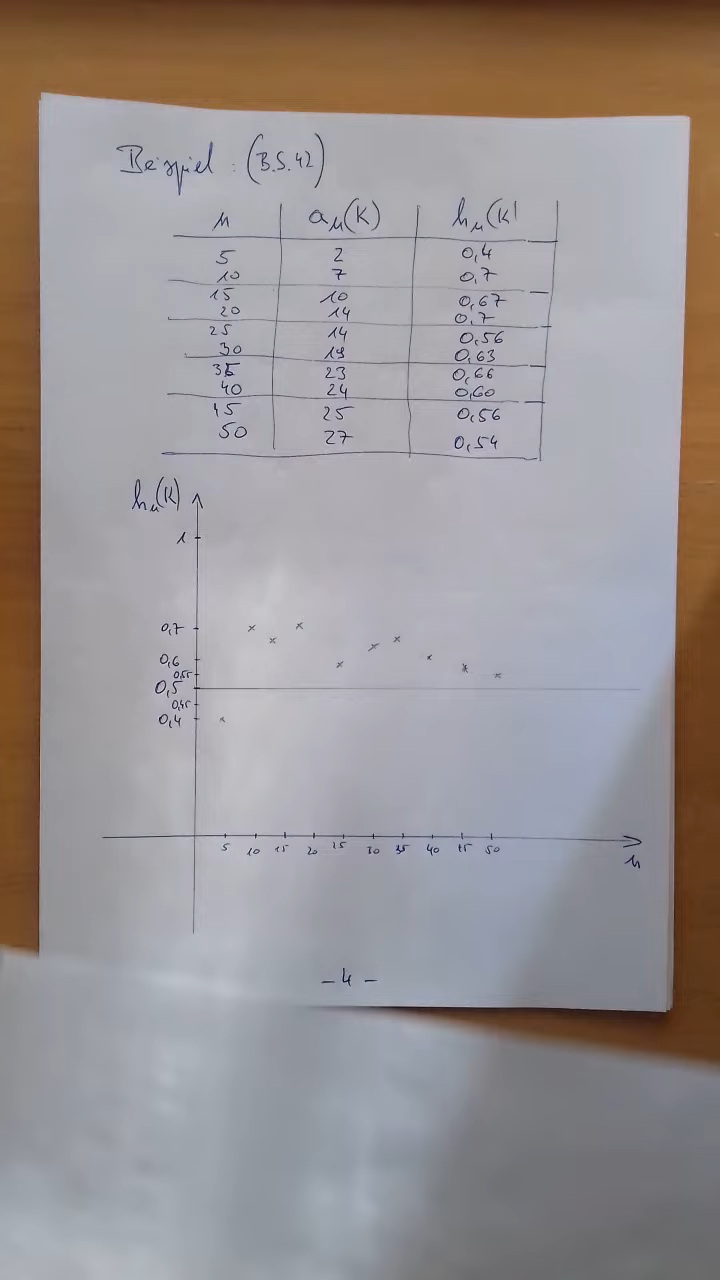 Beispiel : (B.S.42)
n aₙ(K) hₙ(K)
5 2 0,4
10 7 0,7
15 10 0,67
20 14 0,7
25 14 0,56
30 19 0,63
35 23 0,66
40 24 0,60
45 25 0,56
50 27 0,54
hₙ(K)
1
0,7
0,6
0,55
0,5
0,45
0,4
5 10 15 20 25 30 35 40 45 50
n
- 4 -